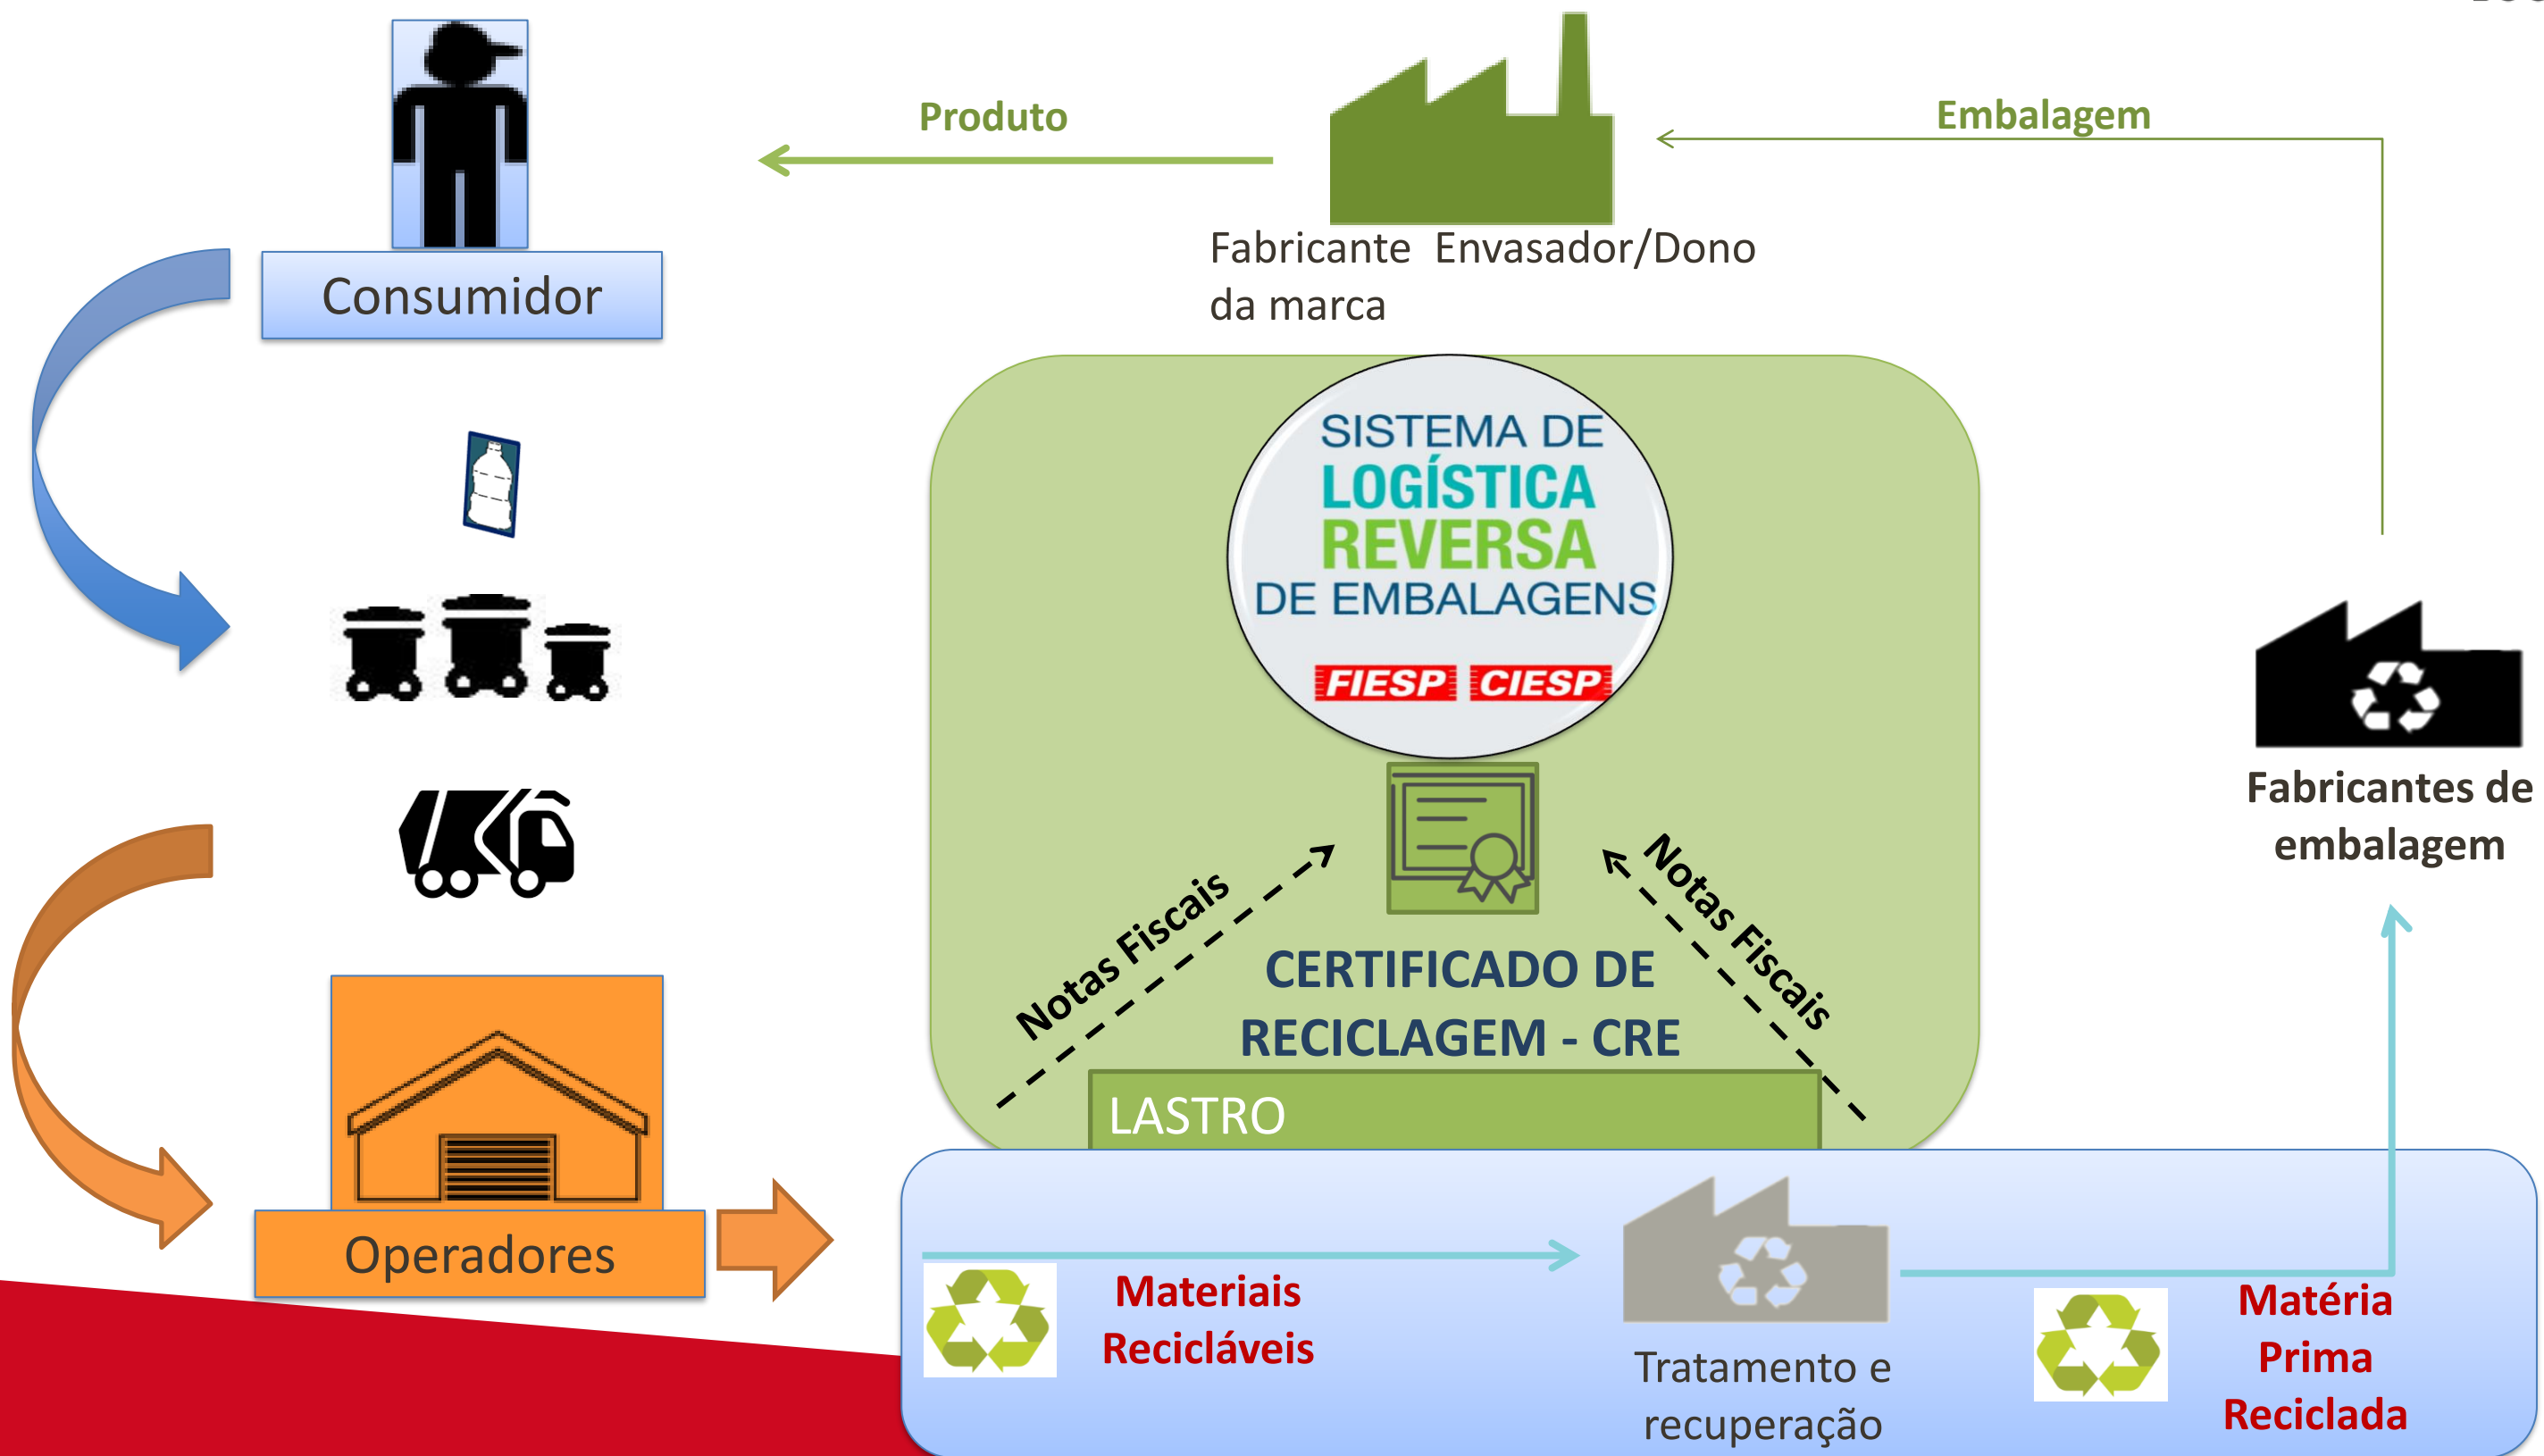 Produto
Embalagem
Fabricante Envasador/Dono
da marca
Consumidor
SISTEMA DE
LOGÍSTICA
REVERSA
DE EMBALAGENS
FIESP CIESP
Fabricantes de
embalagem
Notas Fiscais
Notas Fiscais
CERTIFICADO DE
RECICLAGEM - CRE
LASTRO
Operadores
Materiais
Recicláveis
Tratamento e
recuperação
Matéria
Prima
Reciclada